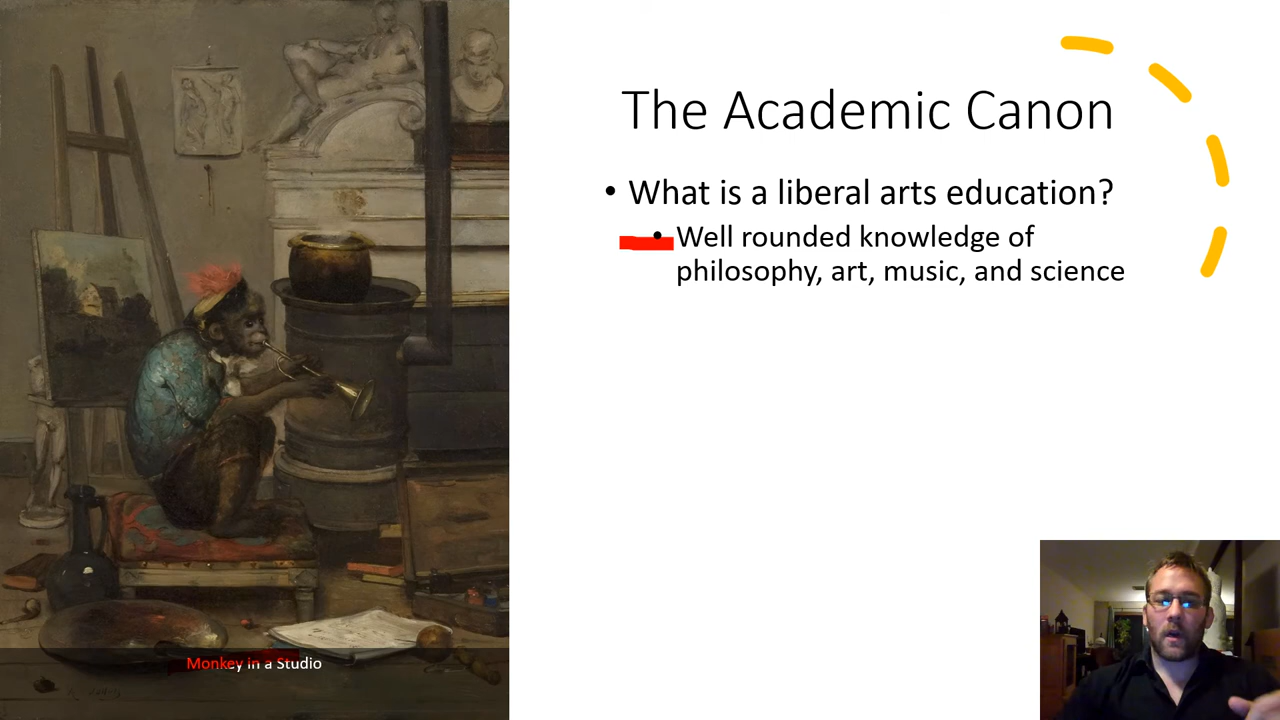 The Academic Canon
• What is a liberal arts education?
• Well rounded knowledge of
philosophy, art, music, and science
Monkey in a Studio